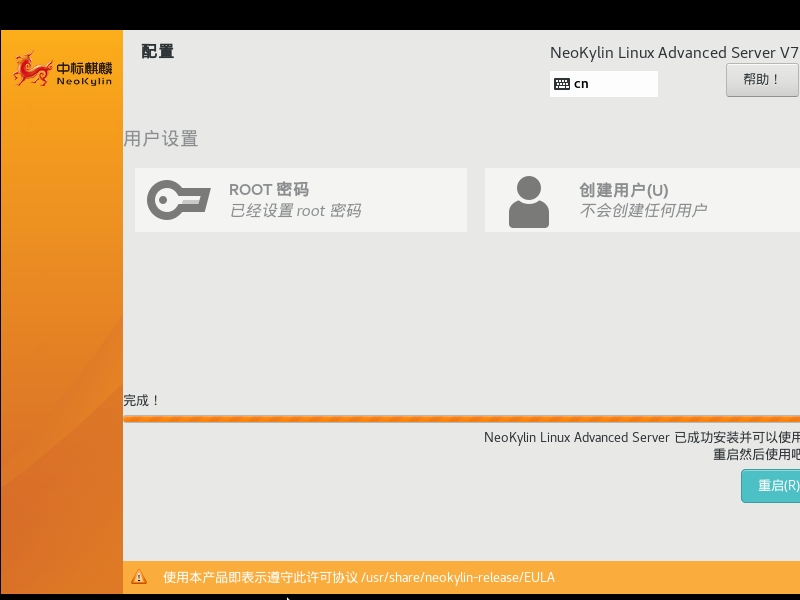 中标麒麟
NeoKylin
配置
NeoKylin Linux Advanced Server V7
cn
帮助！
用户设置
ROOT 密码
已经设置 root 密码
创建用户(U)
不会创建任何用户
完成！
NeoKylin Linux Advanced Server 已成功安装并可以使用
重启然后使用吧
重启(R)
使用本产品即表示遵守此许可协议 /usr/share/neokylin-release/EULA